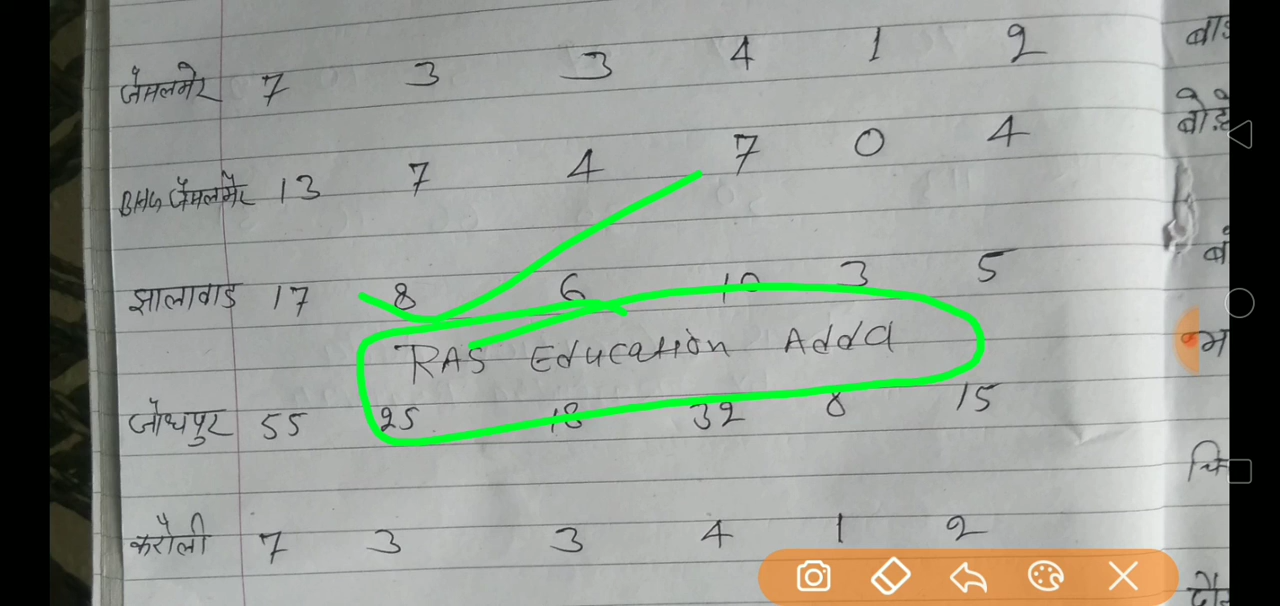 जैसलमेर 7 3 3 4 1 2
BHG जैसलमेर 13 7 4 7 0 4
झालावाड़ 17 8 6 10 3 5
RAS Education Adda
जोधपुर 55 25 18 32 8 15
करौली 7 3 3 4 1 2